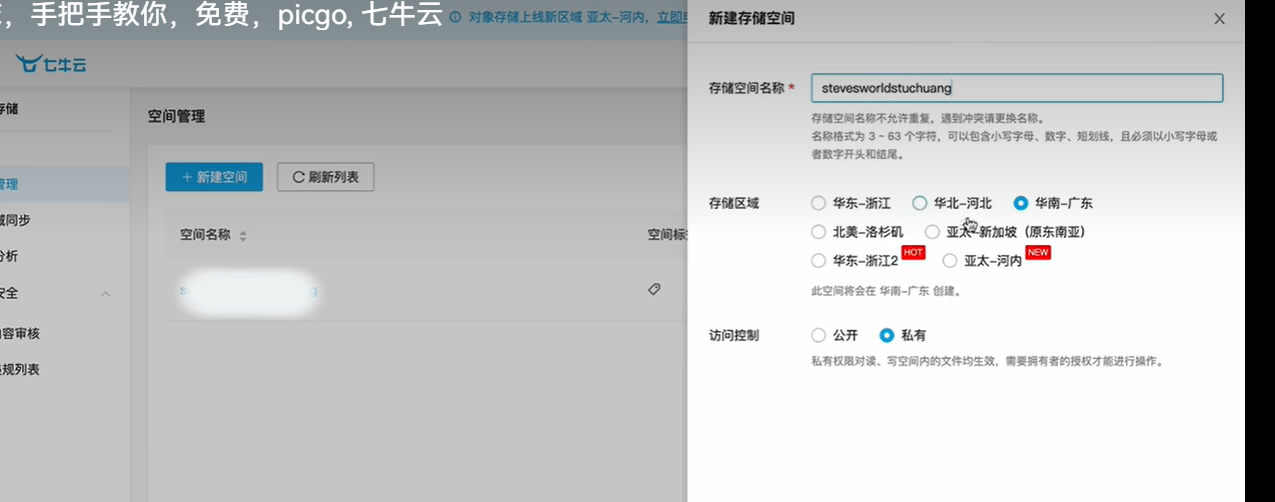 ，手把手教你，免费，picgo, 七牛云
对象存储上线新区域 亚太-河内，立即
七牛云
存储
空间管理
新建空间
刷新列表
管理
同步
空间名称
空间标
分析
安全
内容审核
违规列表
新建存储空间
存储空间名称 *
stevesworldstuchuang
存储空间名称不允许重复，遇到冲突请更换名称。
名称格式为 3 ~ 63 个字符，可以包含小写字母、数字、短划线，且必须以小写字母或
者数字开头和结尾。
存储区域
华东-浙江
华北-河北
华南-广东
北美-洛杉矶
亚太-新加坡（原东南亚）
华东-浙江2
HOT
亚太-河内
NEW
此空间将会在 华南-广东 创建。
访问控制
公开
私有
私有权限对读、写空间内的文件均生效，需要拥有者的授权才能进行操作。